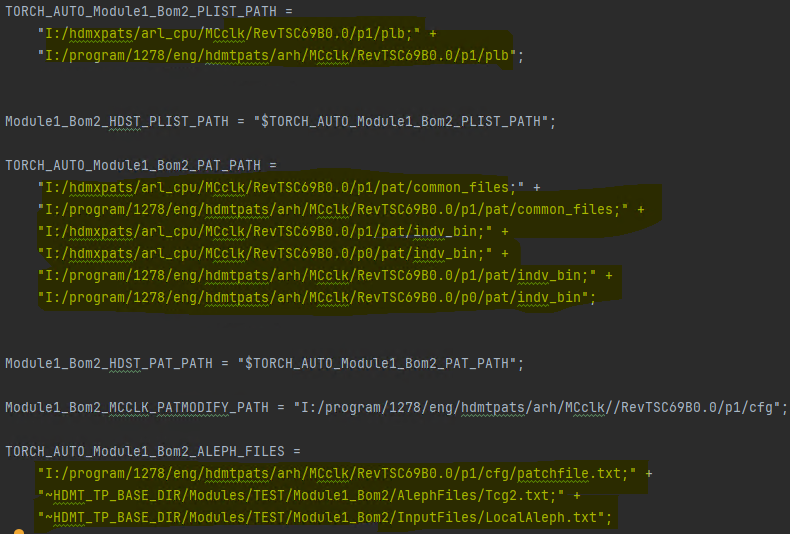 TORCH_AUTO_Module1_Bom2_PLIST_PATH =
"I:/hdmxpats/arl_cpu/MCclk/RevTSC69B0.0/p1/plb;" +
"I:/program/1278/eng/hdmtpats/arh/MCclk/RevTSC69B0.0/p1/plb";
Module1_Bom2_HDST_PLIST_PATH = "$TORCH_AUTO_Module1_Bom2_PLIST_PATH";
TORCH_AUTO_Module1_Bom2_PAT_PATH =
"I:/hdmxpats/arl_cpu/MCclk/RevTSC69B0.0/p1/pat/common_files;" +
"I:/program/1278/eng/hdmtpats/arh/MCclk/RevTSC69B0.0/p1/pat/common_files;" +
"I:/hdmxpats/arl_cpu/MCclk/RevTSC69B0.0/p1/pat/indv_bin;" +
"I:/hdmxpats/arl_cpu/MCclk/RevTSC69B0.0/p0/pat/indv_bin;" +
"I:/program/1278/eng/hdmtpats/arh/MCclk/RevTSC69B0.0/p1/pat/indv_bin;" +
"I:/program/1278/eng/hdmtpats/arh/MCclk/RevTSC69B0.0/p0/pat/indv_bin";
Module1_Bom2_HDST_PAT_PATH = "$TORCH_AUTO_Module1_Bom2_PAT_PATH";
Module1_Bom2_MCCLK_PATMODIFY_PATH = "I:/program/1278/eng/hdmtpats/arh/MCclk//RevTSC69B0.0/p1/cfg";
TORCH_AUTO_Module1_Bom2_ALEPH_FILES =
"I:/program/1278/eng/hdmtpats/arh/MCclk/RevTSC69B0.0/p1/cfg/patchfile.txt;" +
"~HDMT_TP_BASE_DIR/Modules/TEST/Module1_Bom2/AlephFiles/Tcg2.txt;" +
"~HDMT_TP_BASE_DIR/Modules/TEST/Module1_Bom2/InputFiles/LocalAleph.txt";